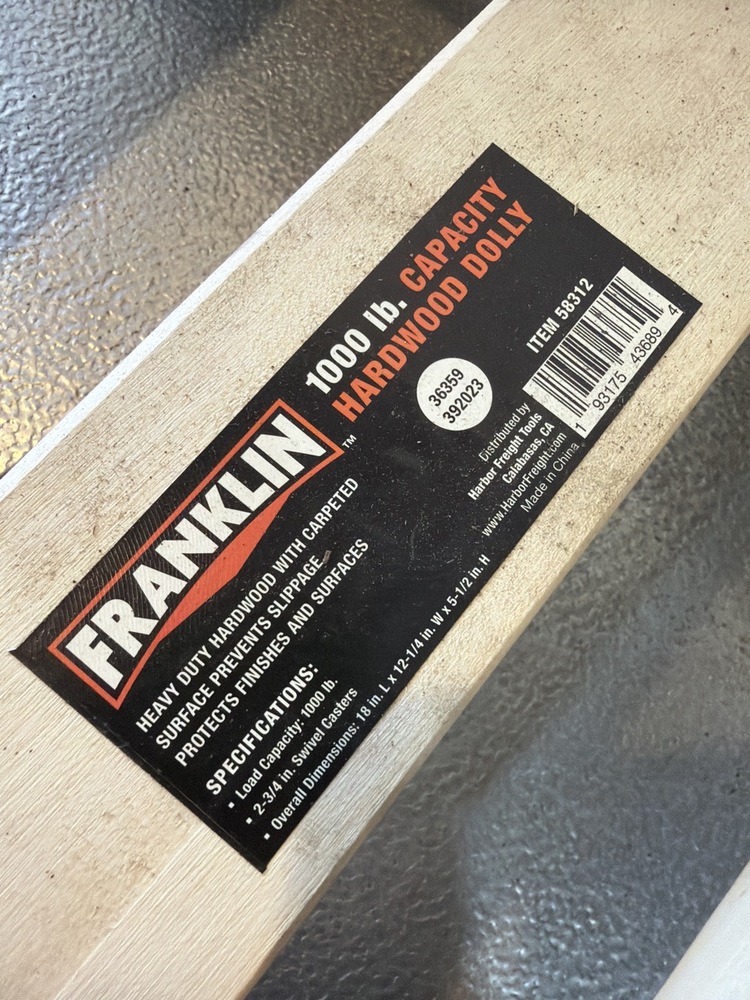 FRANKLIN™
1000 lb. CAPACITY
HARDWOOD DOLLY
HEAVY DUTY HARDWOOD WITH CARPETED
SURFACE PREVENTS SLIPPAGE,
PROTECTS FINISHES AND SURFACES
SPECIFICATIONS:
• Load Capacity: 1000 lb.
• 2-3/4 in. Swivel Casters
• Overall Dimensions: 18 in. L x 12-1/4 in. W x 5-1/2 in. H
36359
392023
ITEM 58312
1 93175 43689 4
Distributed by
Harbor Freight Tools
Calabasas, CA
www.HarborFreight.com
Made in China